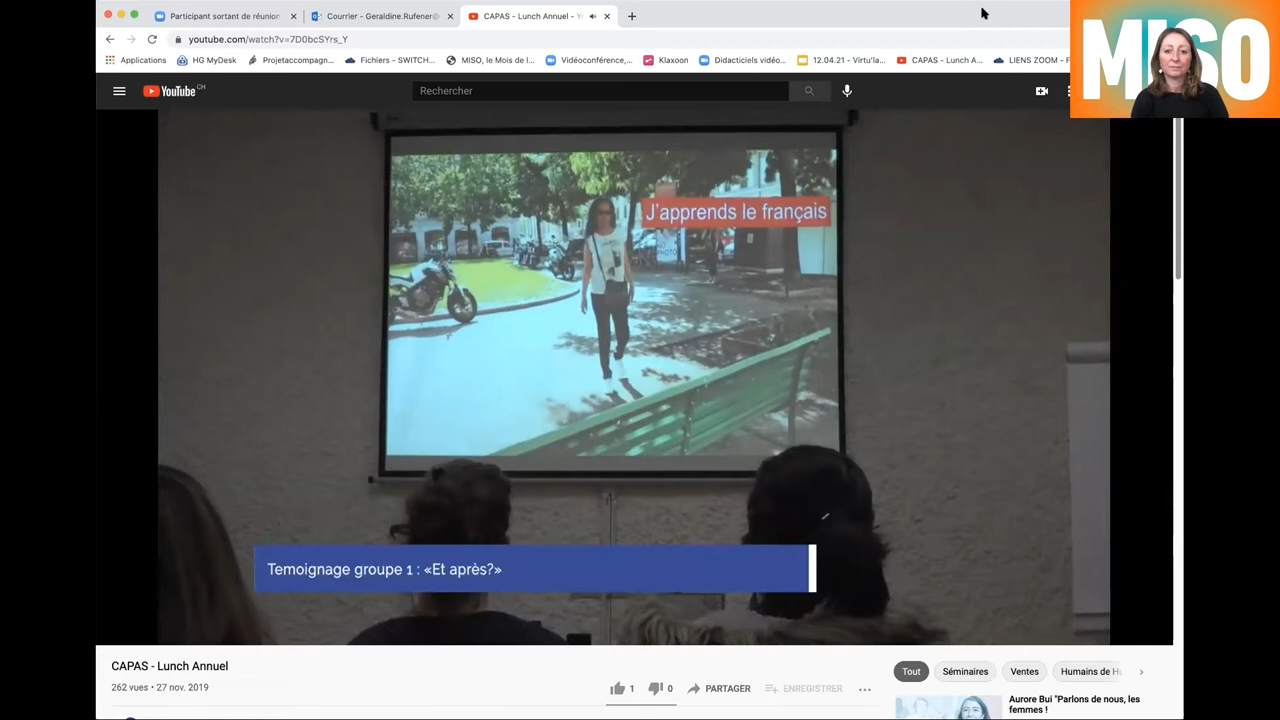 Participant sortant de réunion
Courrier - Geraldine.Rufener@
CAPAS - Lunch Annuel - Y
youtube.com/watch?v=7D0bcSYrs_Y
Applications
HG MyDesk
Projetaccompagn...
Fichiers - SWITCH...
MISO, le Mois de l...
Vidéoconférence,...
Klaxoon
Didacticiels vidéo...
12.04.21 - Virtu'la...
CAPAS - Lunch A...
LIENS ZOOM - F
MISO
YouTube CH
Rechercher
J'apprends le français
Temoignage groupe 1 : «Et après?»
CAPAS - Lunch Annuel
262 vues • 27 nov. 2019
1
0
PARTAGER
ENREGISTRER
Tout
Séminaires
Ventes
Humains de H
Aurore Bui "Parlons de nous, les
femmes !